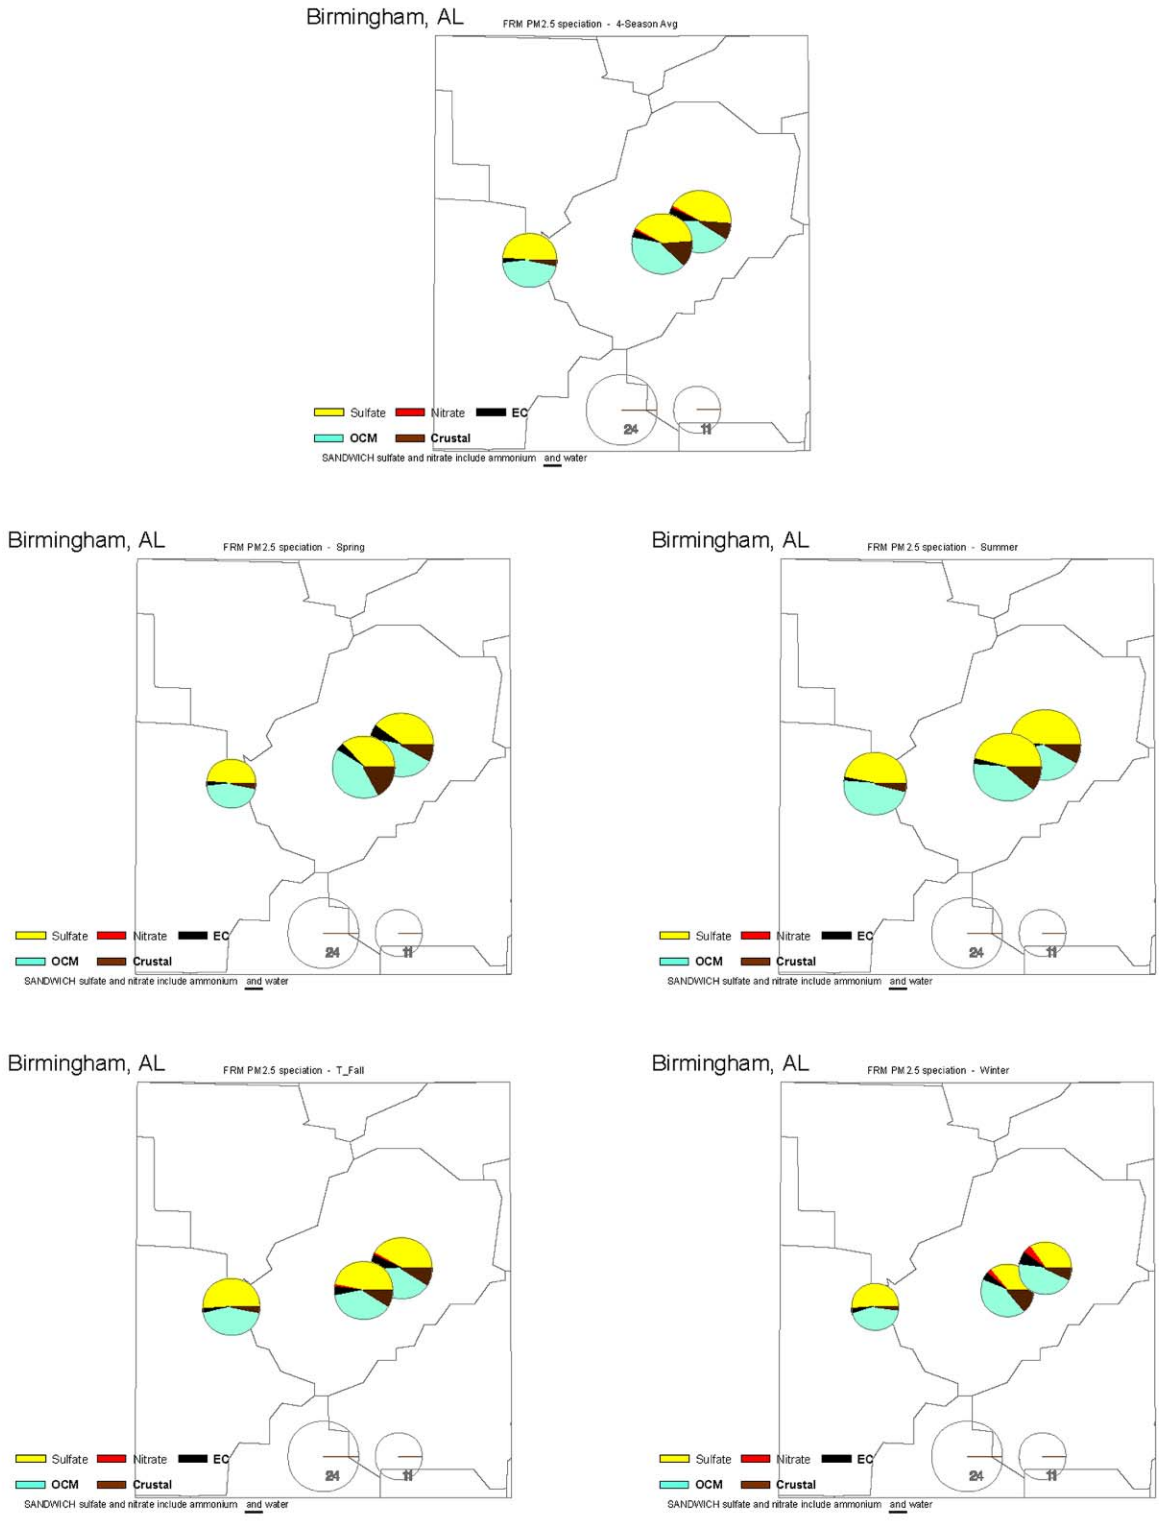 Birmingham, AL
FRM PM2.5 speciation - 4-Season Avg
24 11
Sulfate Nitrate EC
OCM Crustal
SANDWICH sulfate and nitrate include ammonium and water
Birmingham, AL
FRM PM2.5 speciation - Spring
24 11
Sulfate Nitrate EC
OCM Crustal
SANDWICH sulfate and nitrate include ammonium and water
Birmingham, AL
FRM PM2.5 speciation - Summer
24 11
Sulfate Nitrate EC
OCM Crustal
SANDWICH sulfate and nitrate include ammonium and water
Birmingham, AL
FRM PM2.5 speciation - T_Fall
24 11
Sulfate Nitrate EC
OCM Crustal
SANDWICH sulfate and nitrate include ammonium and water
Birmingham, AL
FRM PM2.5 speciation - Winter
24 11
Sulfate Nitrate EC
OCM Crustal
SANDWICH sulfate and nitrate include ammonium and water